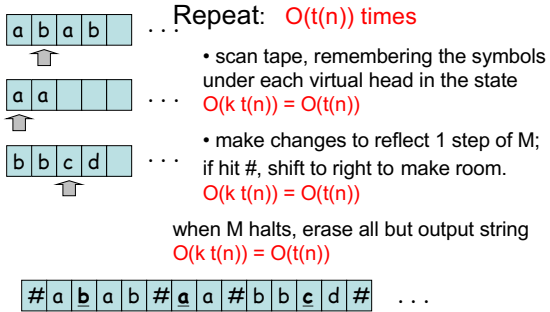 Repeat: O(t(n)) times
a b a b . . .
• scan tape, remembering the symbols
under each virtual head in the state
O(k t(n)) = O(t(n))
a a . . .
• make changes to reflect 1 step of M;
if hit #, shift to right to make room.
O(k t(n)) = O(t(n))
b b c d . . .
when M halts, erase all but output string
O(k t(n)) = O(t(n))
# a b a b # a a # b b c d # . . .